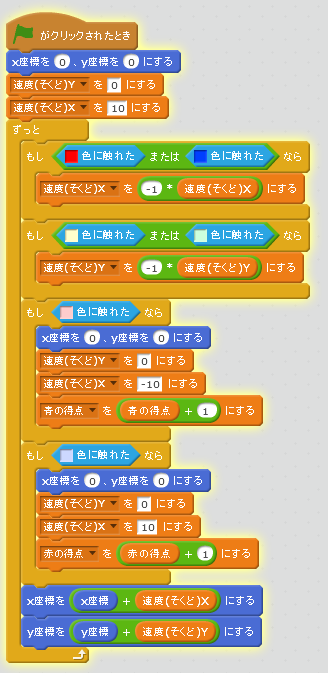 がクリックされたとき
x座標を 0 、y座標を 0 にする
速度(そくど)Y を 0 にする
速度(そくど)X を 10 にする
ずっと
もし 色に触れた または 色に触れた なら
速度(そくど)X を -1 * 速度(そくど)X にする
もし 色に触れた または 色に触れた なら
速度(そくど)Y を -1 * 速度(そくど)Y にする
もし 色に触れた なら
x座標を 0 、y座標を 0 にする
速度(そくど)Y を 0 にする
速度(そくど)X を -10 にする
青の得点 を 青の得点 + 1 にする
もし 色に触れた なら
x座標を 0 、y座標を 0 にする
速度(そくど)Y を 0 にする
速度(そくど)X を 10 にする
赤の得点 を 赤の得点 + 1 にする
x座標を x座標 + 速度(そくど)X にする
y座標を y座標 + 速度(そくど)Y にする